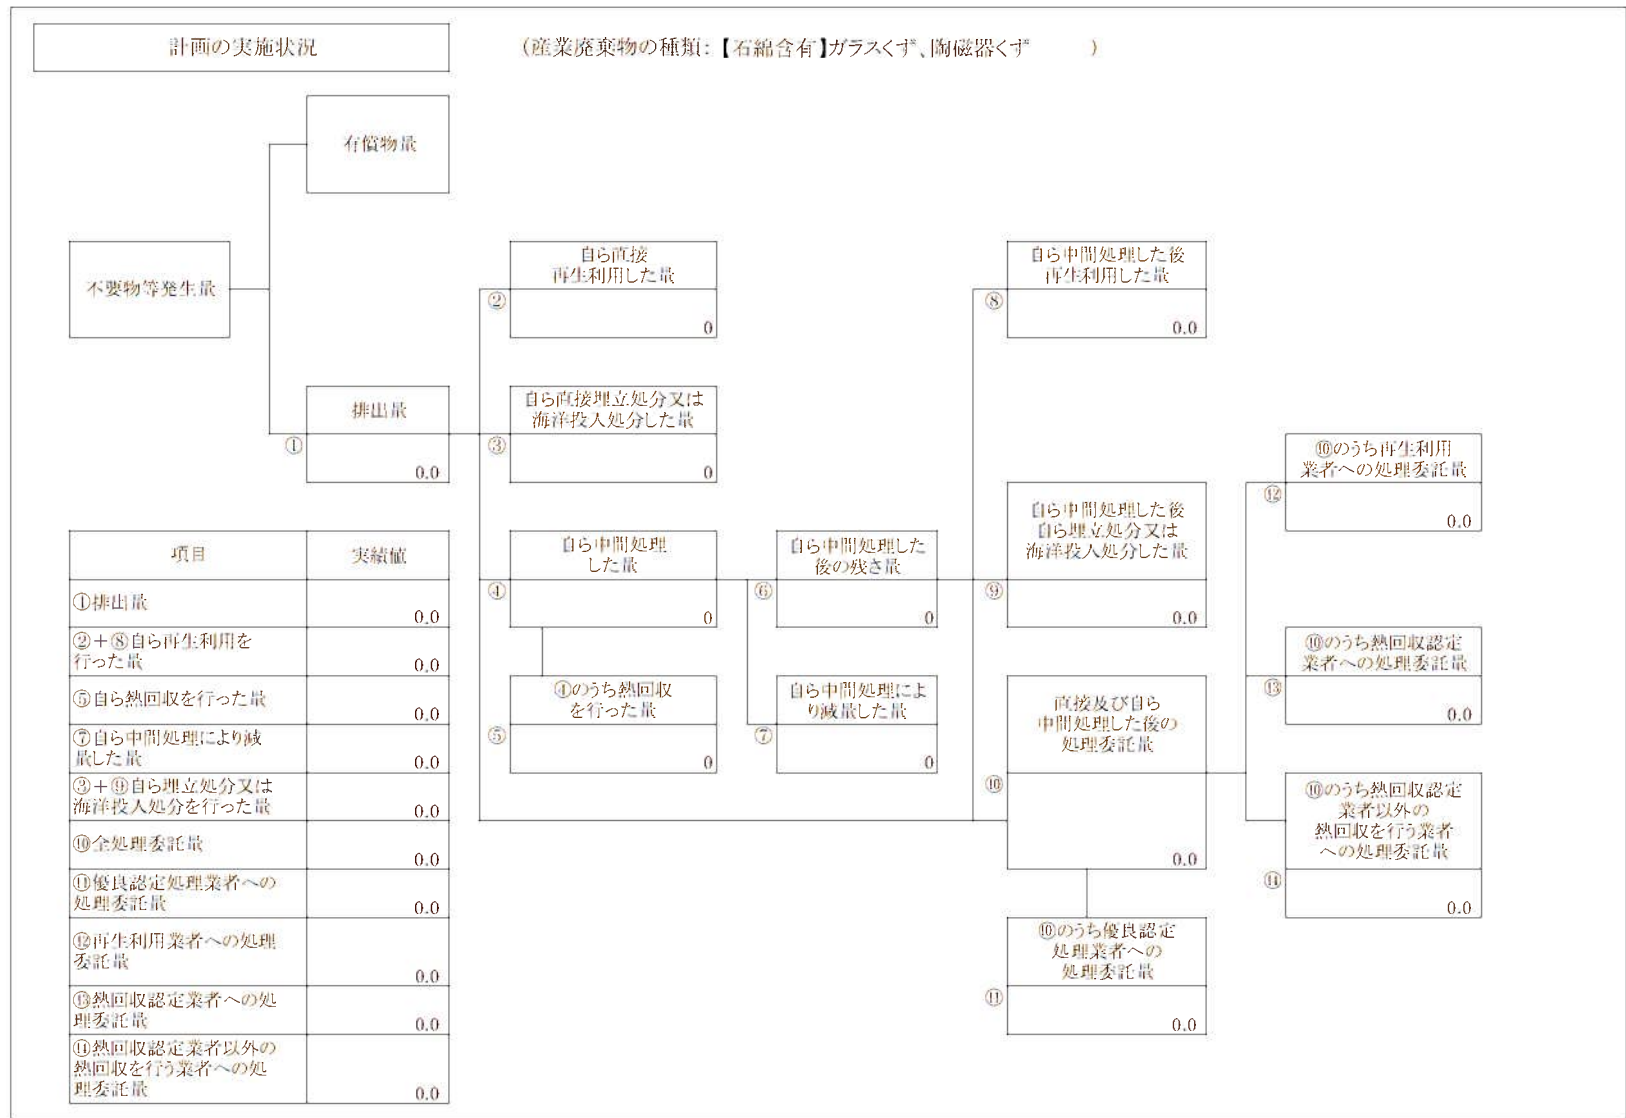 計画の実施状況
(産業廃棄物の種類:【石綿含有】ガラスくず、陶磁器くず )
有償物量
不要物等発生量
排出量
①
0.0
自ら直接
再生利用した量
②
0
自ら直接埋立処分又は
海洋投入処分した量
③
0
自ら中間処理
した量
④
0
④のうち熱回収
を行った量
⑤
0
自ら中間処理した
後の残さ量
⑥
0
自ら中間処理によ
り減量した量
⑦
0
自ら中間処理した後
再生利用した量
⑧
0.0
自ら中間処理した後
自ら埋立処分又は
海洋投入処分した量
⑨
0.0
直接及び自ら
中間処理した後の
処理委託量
⑩
0.0
⑩のうち優良認定
処理業者への
処理委託量
⑪
0.0
⑩のうち再生利用
業者への処理委託量
⑫
0.0
⑩のうち熱回収認定
業者への処理委託量
⑬
0.0
⑩のうち熱回収認定
業者以外の
熱回収を行う業者
への処理委託量
⑭
0.0
項目 実績値
①排出量
0.0
②+⑧自ら再生利用を
行った量 0.0
⑤自ら熱回収を行った量
0.0
⑦自ら中間処理により減
量した量 0.0
③+⑨自ら埋立処分又は
海洋投入処分を行った量 0.0
⑩全処理委託量
0.0
⑪優良認定処理業者への
処理委託量 0.0
⑫再生利用業者への処理
委託量
0.0
⑬熱回収認定業者への処
理委託量 0.0
⑭熱回収認定業者以外の
熱回収を行う業者への処
理委託量 0.0